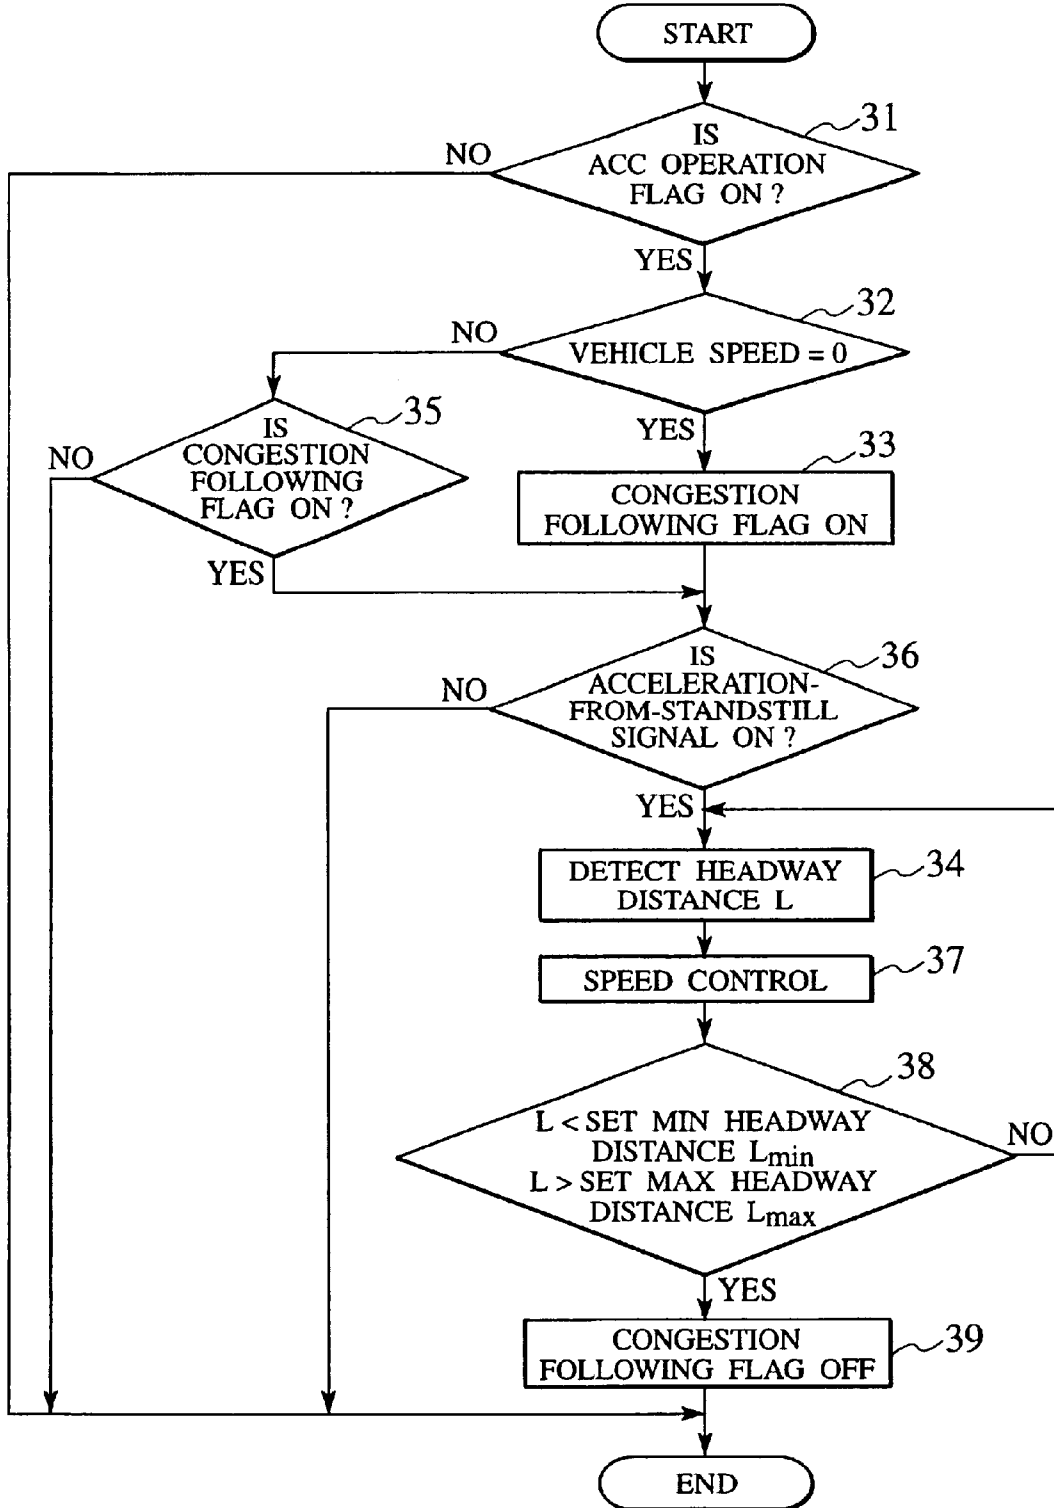 START
31
IS
ACC OPERATION
FLAG ON ?
NO
YES
32
VEHICLE SPEED = 0
NO
YES
35
IS
CONGESTION
FOLLOWING
FLAG ON ?
NO
YES
33
CONGESTION
FOLLOWING FLAG ON
36
IS
ACCELERATION-
FROM-STANDSTILL
SIGNAL ON ?
NO
YES
34
DETECT HEADWAY
DISTANCE L
37
SPEED CONTROL
38
L < SET MIN HEADWAY
DISTANCE Lmin
L > SET MAX HEADWAY
DISTANCE Lmax
NO
YES
39
CONGESTION
FOLLOWING FLAG OFF
END